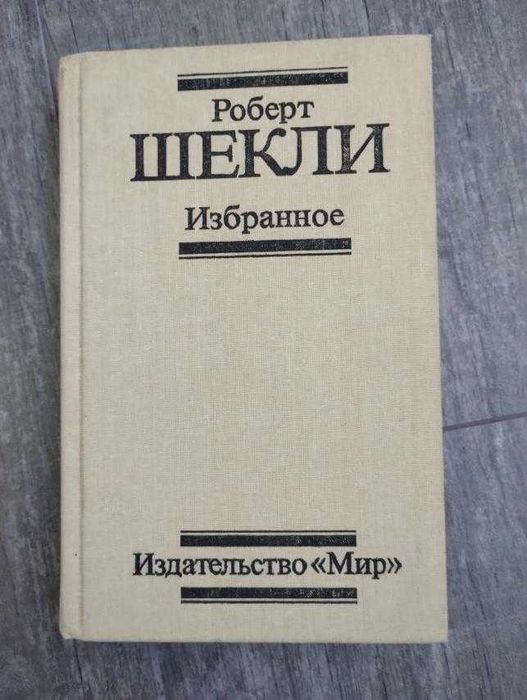 Роберт
ШЕКЛИ
Избранное
Издательство «Мир»